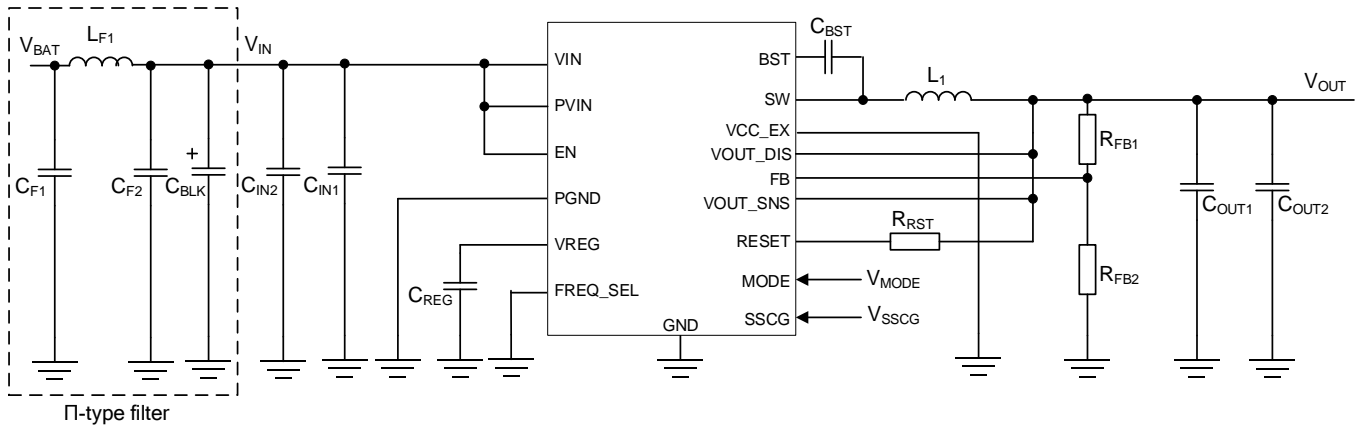 V_BAT
L_F1
V_IN
C_F1
C_F2
+
C_BLK
C_IN2
C_IN1
C_REG
VIN
PVIN
EN
PGND
VREG
FREQ_SEL
GND
BST
SW
VCC_EX
VOUT_DIS
FB
VOUT_SNS
RESET
MODE
SSCG
C_BST
L_1
R_RST
V_MODE
V_SSCG
R_FB1
R_FB2
V_OUT
C_OUT1
C_OUT2
Π-type filter